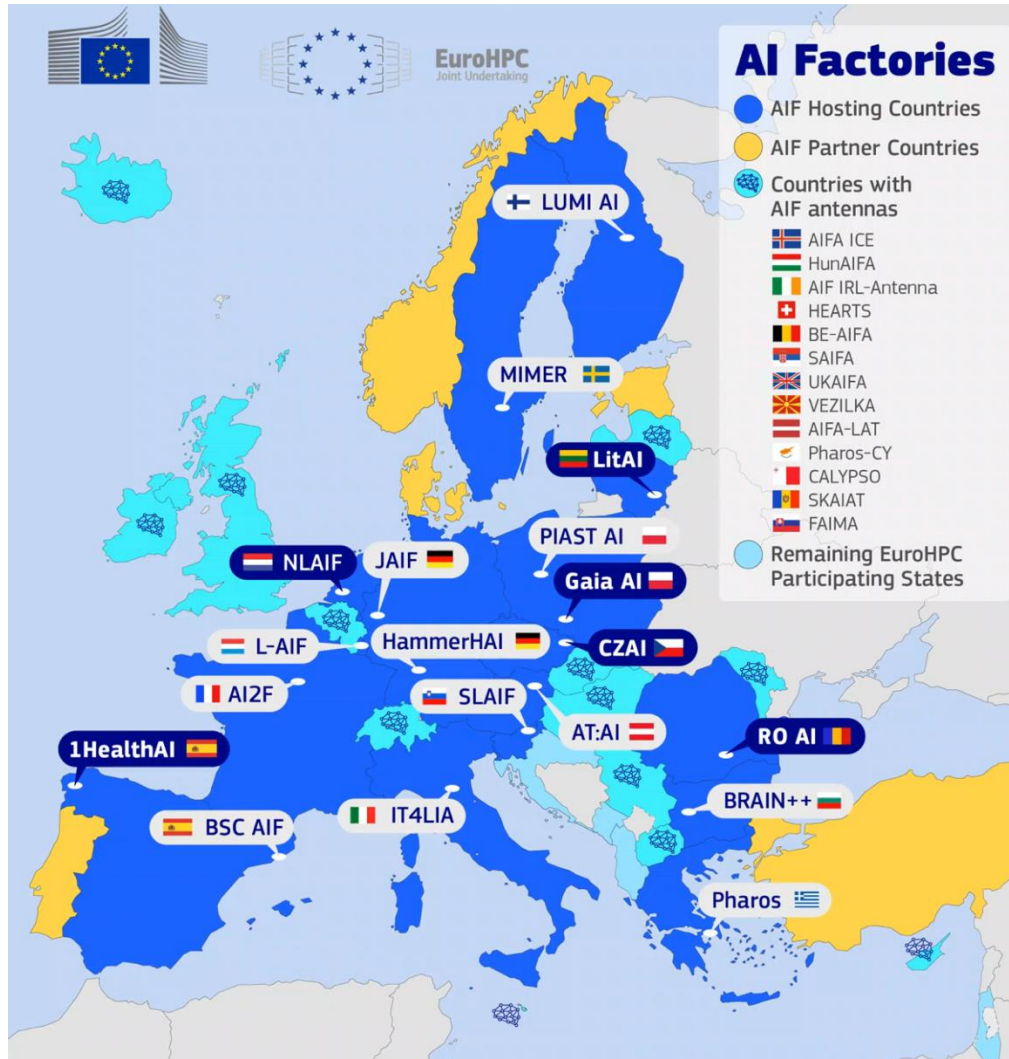 EuroHPC
Joint Undertaking
AI Factories
AIF Hosting Countries
AIF Partner Countries
Countries with
AIF antennas
AIFA ICE
HunAIFA
AIF IRL-Antenna
HEARTS
BE-AIFA
SAIFA
UKAIFA
VEZILKA
AIFA-LAT
Pharos-CY
CALYPSO
SKAIAT
FAIMA
Remaining EuroHPC
Participating States
LUMI AI
MIMER
LitAI
PIAST AI
NLAIF
JAIF
Gaia AI
L-AIF
HammerHAI
CZAI
AI2F
SLAIF
AT:AI
1HealthAI
RO AI
BSC AIF
IT4LIA
BRAIN++
Pharos